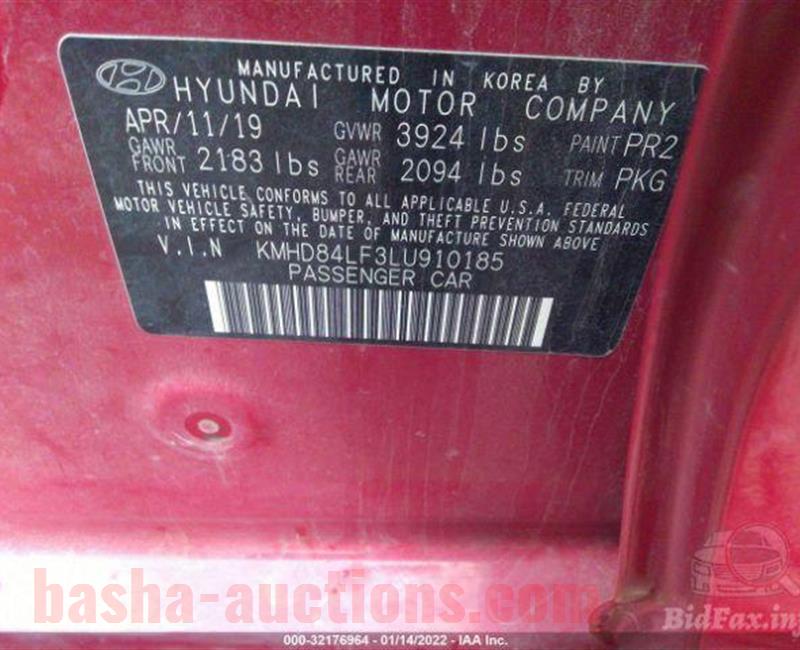 MANUFACTURED IN KOREA BY
HYUNDAI MOTOR COMPANY
APR/11/19 GVWR 3924 lbs PAINT PR2
GAWR FRONT 2183 lbs GAWR REAR 2094 lbs TRIM PKG
THIS VEHICLE CONFORMS TO ALL APPLICABLE U.S.A. FEDERAL
MOTOR VEHICLE SAFETY, BUMPER, AND THEFT PREVENTION STANDARDS
IN EFFECT ON THE DATE OF MANUFACTURE SHOWN ABOVE
V.I.N KMHD84LF3LU910185
PASSENGER CAR
basha-auctions.com
BidFax.info
000-32176964 - 01/14/2022 - IAA Inc.